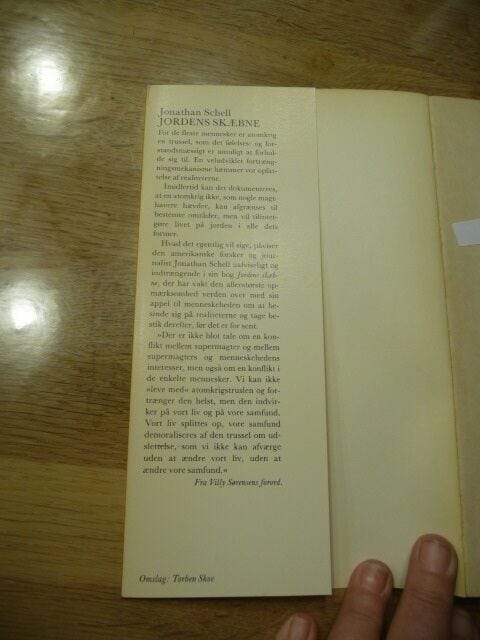 Jonathan Schell
JORDENS SKÆBNE
For de fleste mennesker er atomkrig
en trussel, som det følelses- og for-
standsmæssigt er umuligt at forhol-
de sig til. En veludviklet fortræng-
ningsmekanisme hæmmer vor opfat-
telse af realiteterne.
Imidlertid kan det dokumenteres,
at en atomkrig ikke, som nogle magt-
havere hævder, kan afgrænses til
bestemte områder, men vil tilintet-
gøre livet på jorden i alle dets
former.
Hvad det egentlig vil sige, påviser
den amerikanske forsker og jour-
nalist Jonathan Schell udførligt og
indtrængende i sin bog Jordens skæb-
ne, der har vakt den allerstørste op-
mærksomhed verden over med sin
appel til menneskeheden om at be-
sinde sig på realiteterne og tage be-
stik derefter, før det er for sent.
»Der er ikke blot tale om en kon-
flikt mellem supermagter og mellem
supermagters og menneskehedens
interesser, men også om en konflikt i
de enkelte mennesker. Vi kan ikke
»leve med« atomkrigstruslen og for-
trænger den helst, men den indvir-
ker på vort liv og på vore samfund.
Vort liv splittes op, vore samfund
demoraliseres af den trussel om ud-
slettelse, som vi ikke kan afværge
uden at ændre vort liv, uden at
ændre vore samfund.«
Fra Villy Sørensens forord.
Omslag: Torben Skov